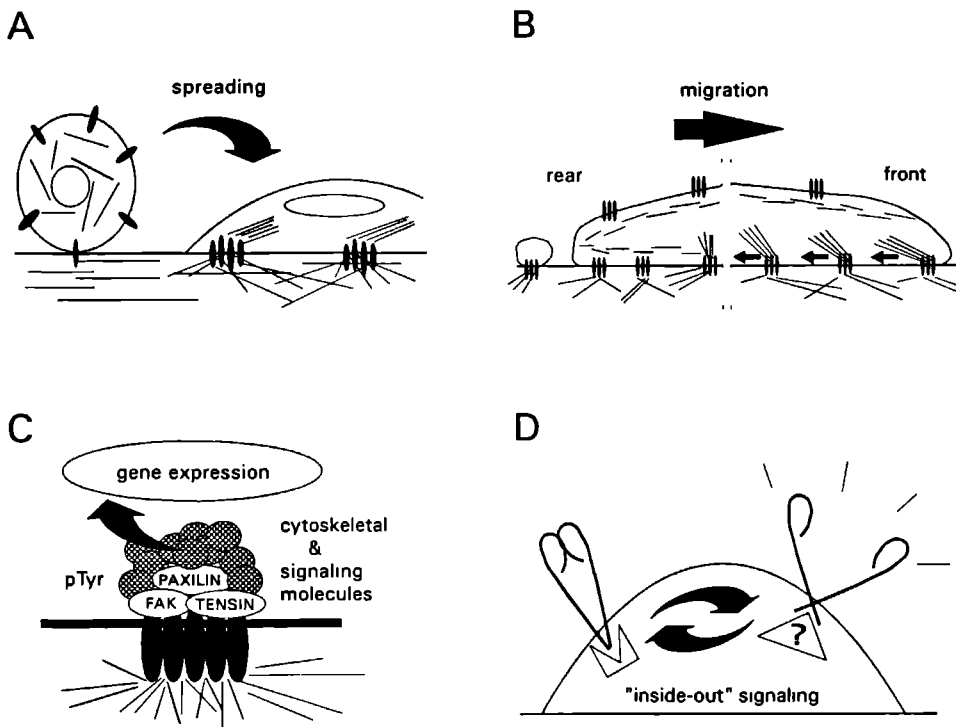 A
spreading
B
migration
rear
front
C
gene expression
cytoskeletal
&
signaling
molecules
pTyr
PAXILIN
FAK
TENSIN
D
?
"inside-out" signaling